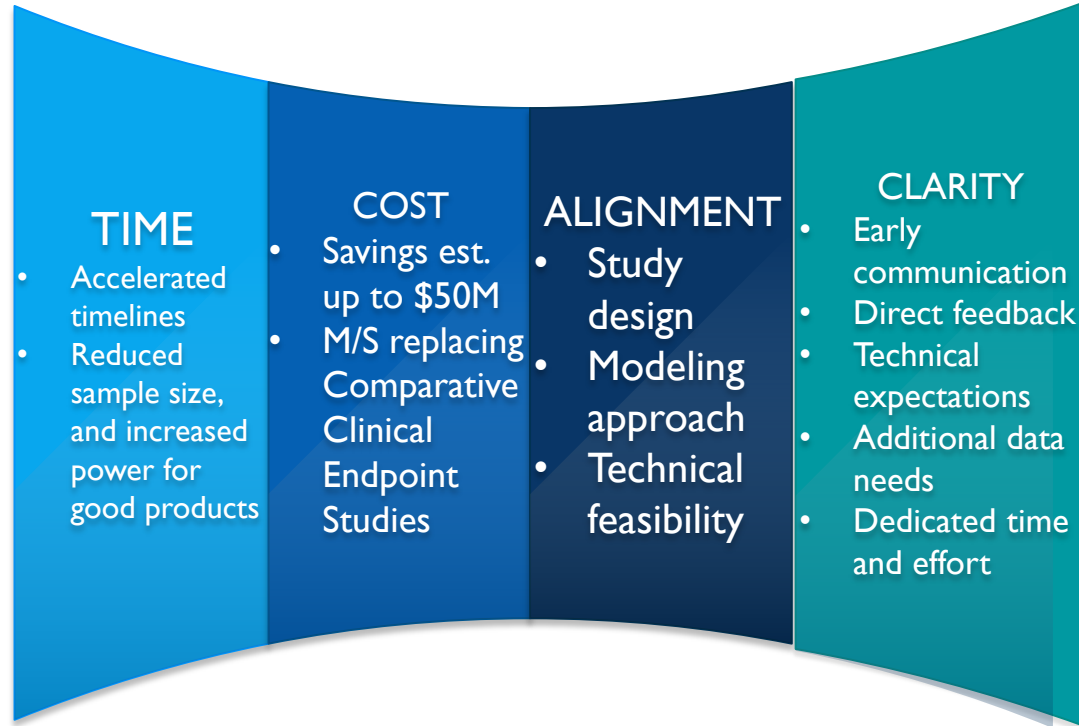 TIME
• Accelerated
timelines
• Reduced
sample size,
and increased
power for
good products
COST
• Savings est.
up to $50M
• M/S replacing
Comparative
Clinical
Endpoint
Studies
ALIGNMENT
• Study
design
• Modeling
approach
• Technical
feasibility
CLARITY
• Early
communication
• Direct feedback
• Technical
expectations
• Additional data
needs
• Dedicated time
and effort